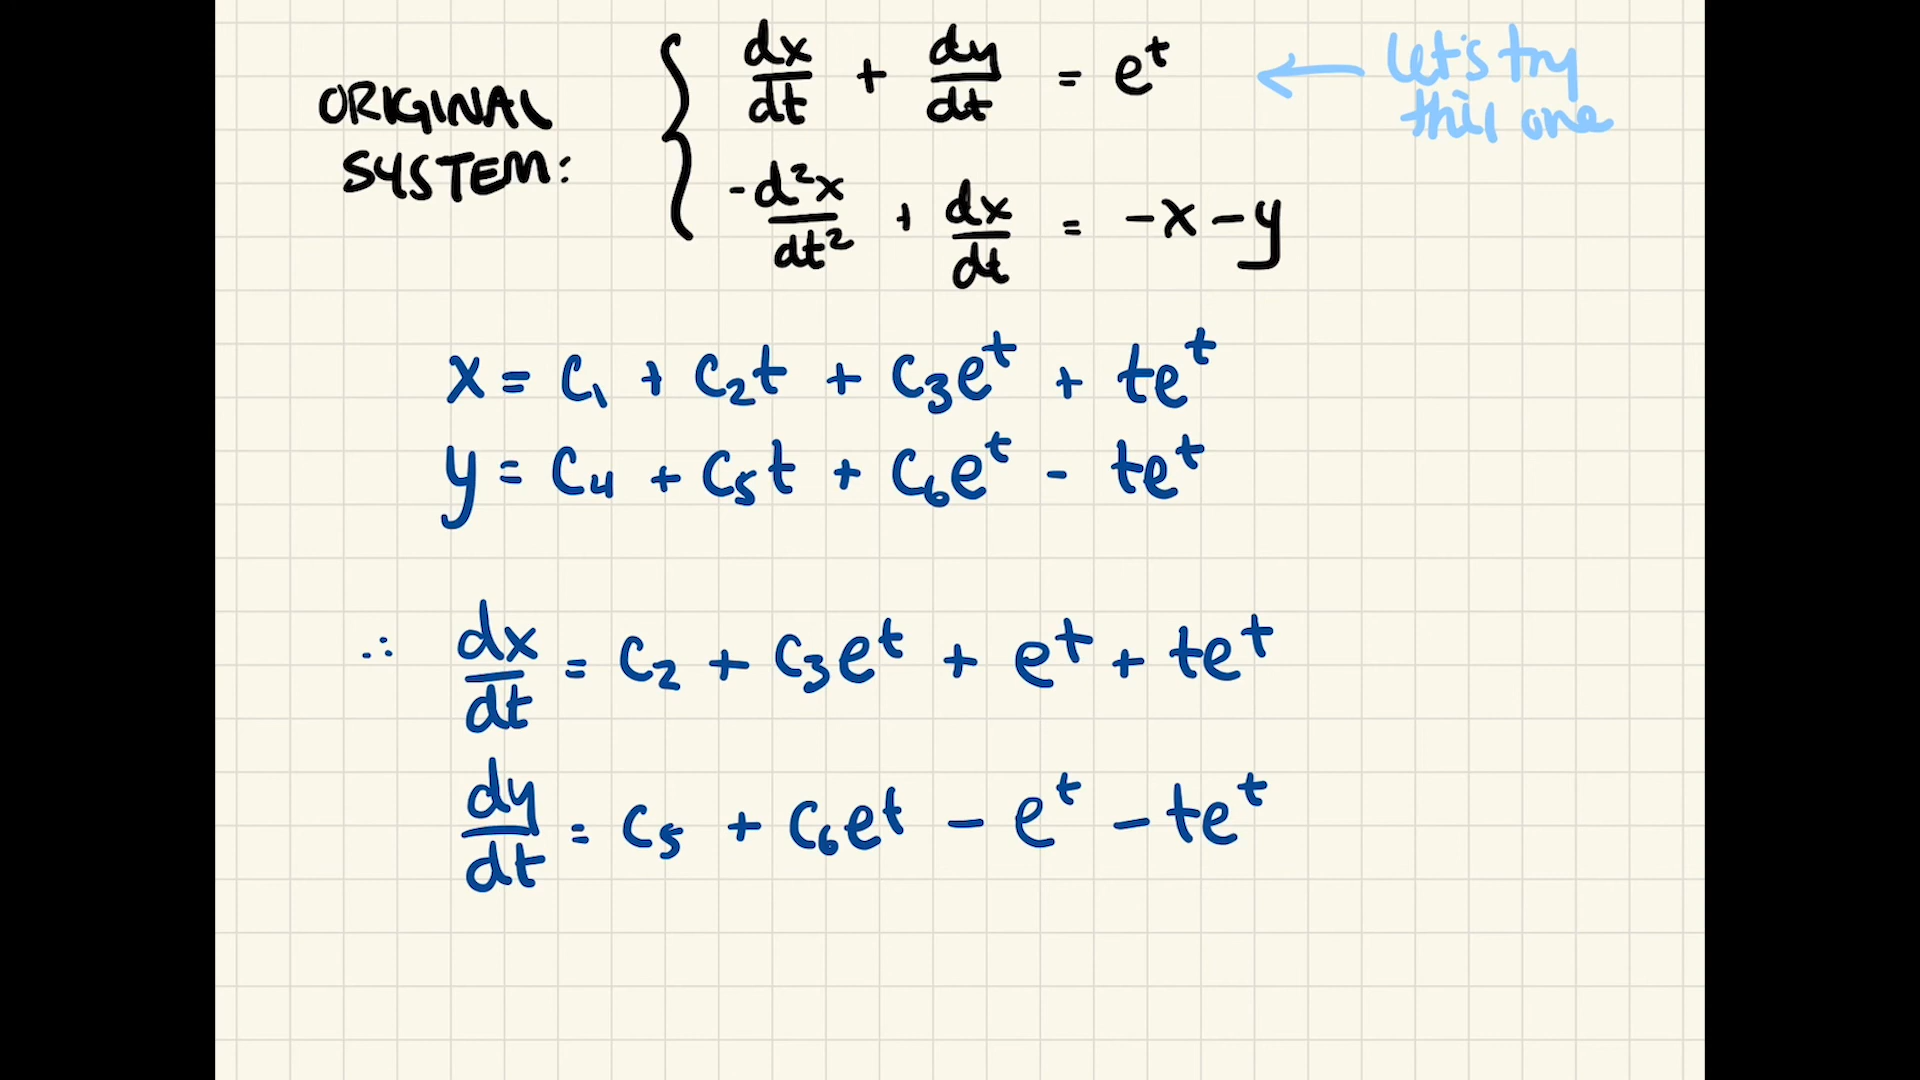 ORIGINAL SYSTEM:
dx/dt + dy/dt = e^t
← let's try this one
-d²x/dt² + dx/dt = -x-y
x = c₁ + c₂t + c₃e^t + te^t
y = c₄ + c₅t + c₆e^t - te^t
∴ dx/dt = c₂ + c₃e^t + e^t + te^t
dy/dt = c₅ + c₆e^t - e^t - te^t